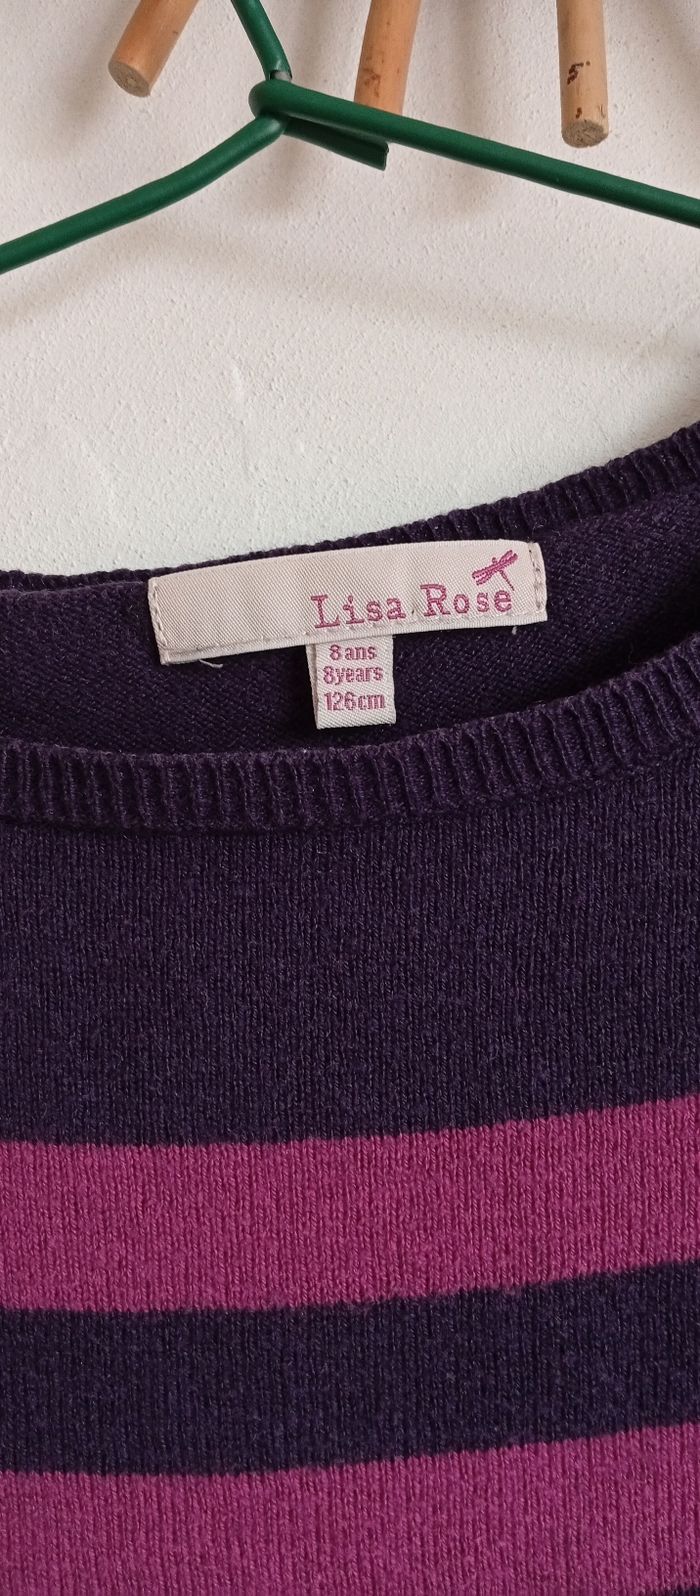 Lisa Rose
8 ans
8years
126cm